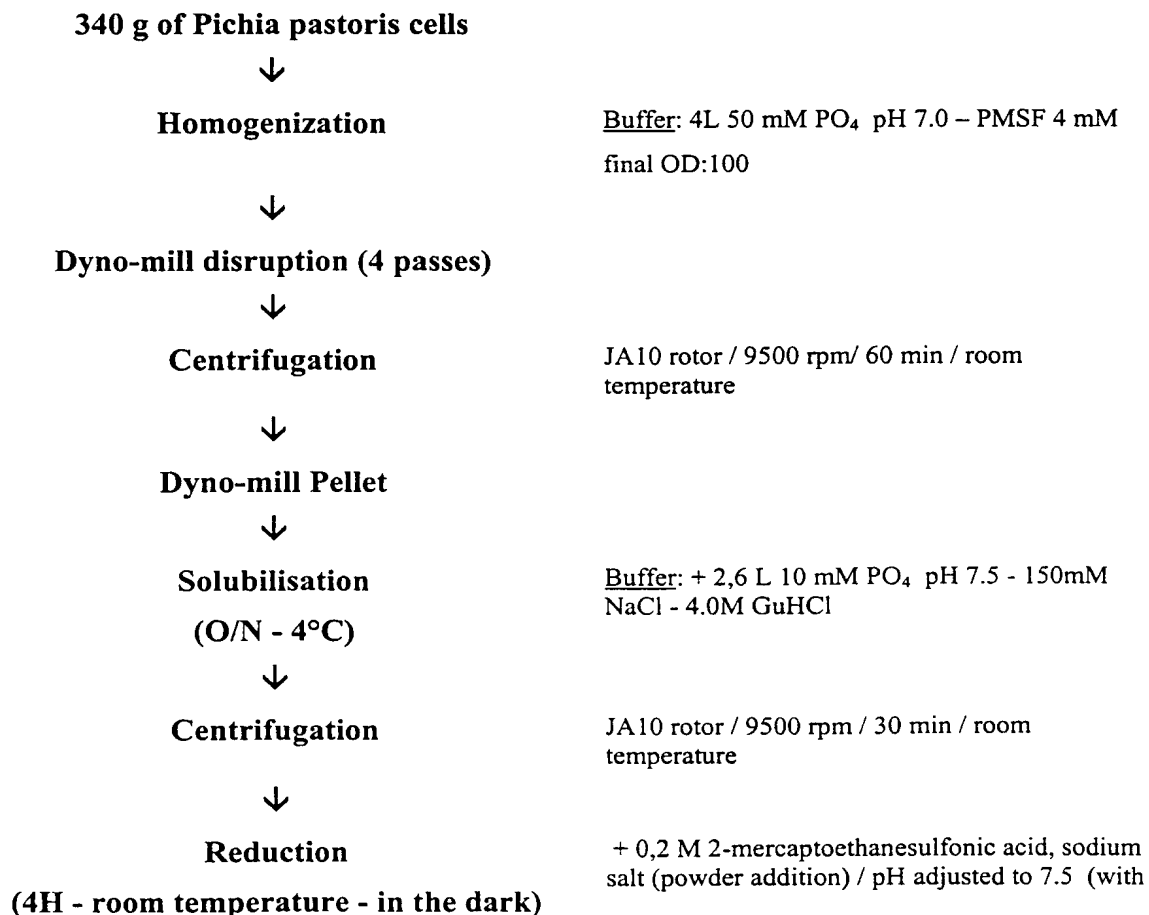 340 g of Pichia pastoris cells
↓
Homogenization
Buffer: 4L 50 mM PO₄ pH 7.0 – PMSF 4 mM
final OD:100
↓
Dyno-mill disruption (4 passes)
↓
Centrifugation
JA10 rotor / 9500 rpm/ 60 min / room
temperature
↓
Dyno-mill Pellet
↓
Solubilisation
(O/N - 4°C)
Buffer: + 2,6 L 10 mM PO₄ pH 7.5 - 150mM
NaCl - 4.0M GuHCl
↓
Centrifugation
JA10 rotor / 9500 rpm / 30 min / room
temperature
↓
Reduction
(4H - room temperature - in the dark)
+ 0,2 M 2-mercaptoethanesulfonic acid, sodium
salt (powder addition) / pH adjusted to 7.5 (with